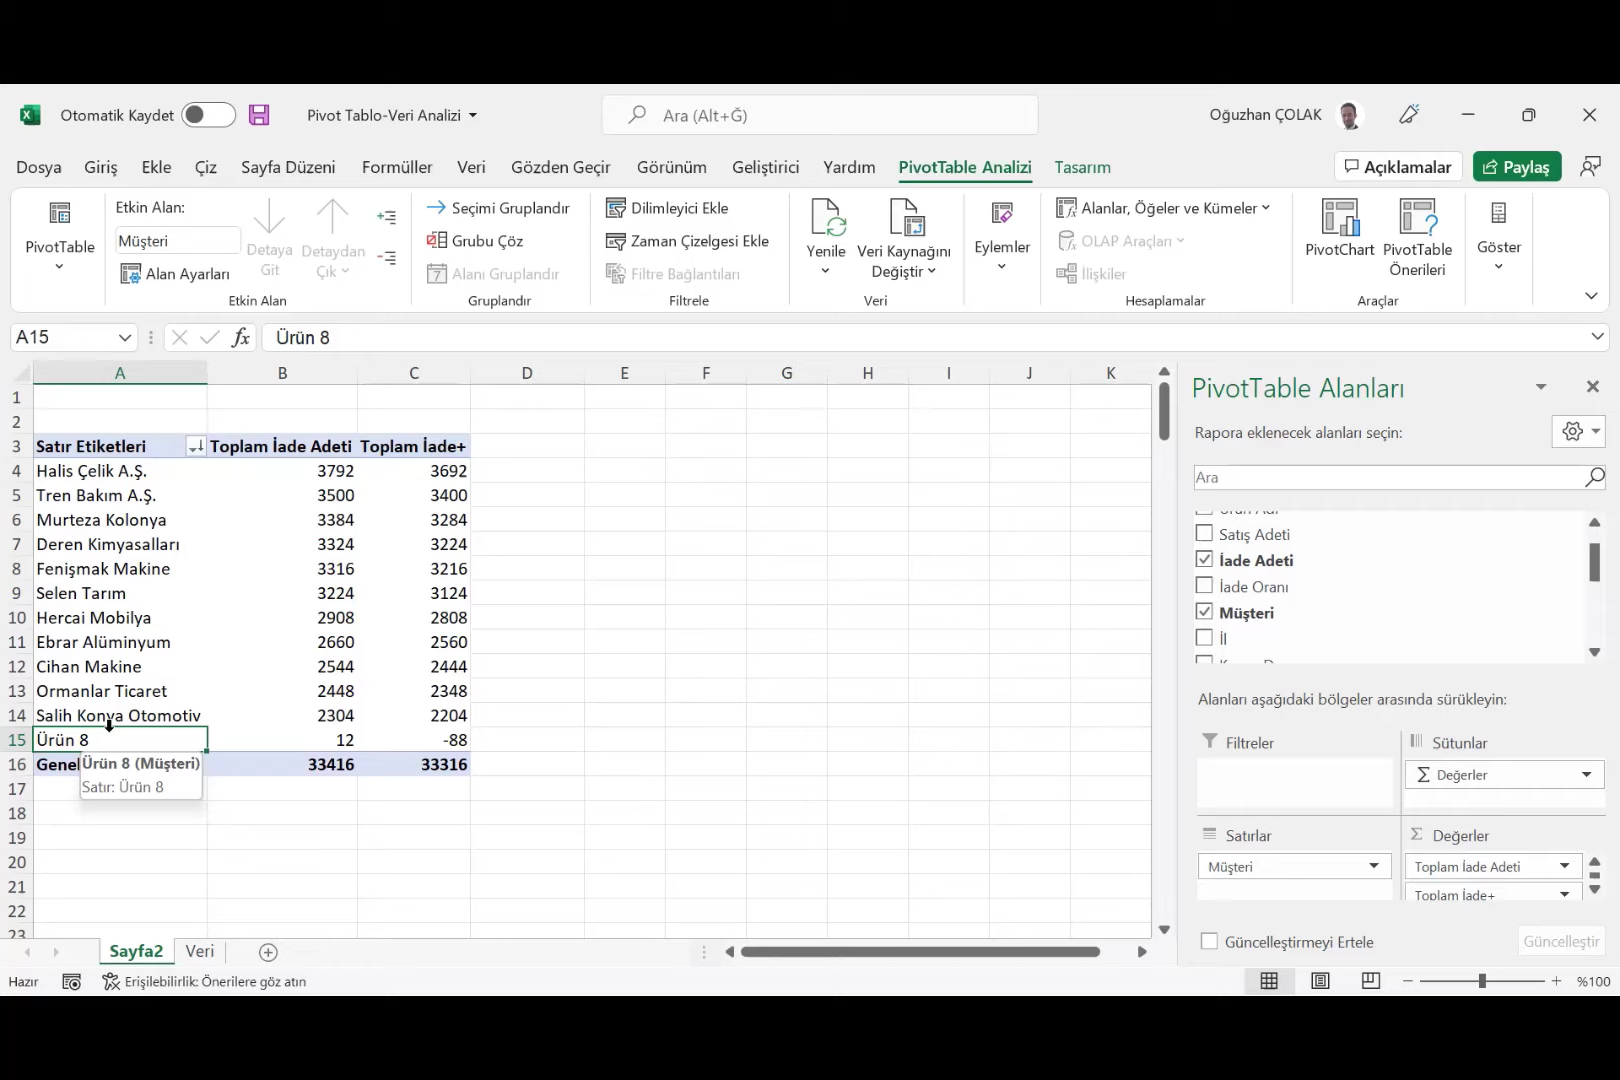 Otomatik Kaydet
Pivot Tablo-Veri Analizi
Ara (Alt+Ğ)
Oğuzhan ÇOLAK
Dosya Giriş Ekle Çiz Sayfa Düzeni Formüller Veri Gözden Geçir Görünüm Geliştirici Yardım PivotTable Analizi Tasarım
Açıklamalar
Paylaş
PivotTable
Etkin Alan:
Müşteri
Alan Ayarları
Detaya Git
Detaydan Çık
Etkin Alan
Seçimi Gruplandır
Grubu Çöz
Alanı Gruplandır
Gruplandır
Dilimleyici Ekle
Zaman Çizelgesi Ekle
Filtre Bağlantıları
Filtrele
Yenile
Veri Kaynağını Değiştir
Veri
Eylemler
Alanlar, Öğeler ve Kümeler
OLAP Araçları
İlişkiler
Hesaplamalar
PivotChart
PivotTable Önerileri
Araçlar
Göster
A15
fx
Ürün 8
A B C D E F G H I J K
1
2
3 Satır Etiketleri Toplam İade Adeti Toplam İade+
4 Halis Çelik A.Ş. 3792 3692
5 Tren Bakım A.Ş. 3500 3400
6 Murteza Kolonya 3384 3284
7 Deren Kimyasalları 3324 3224
8 Fenişmak Makine 3316 3216
9 Selen Tarım 3224 3124
10 Hercai Mobilya 2908 2808
11 Ebrar Alüminyum 2660 2560
12 Cihan Makine 2544 2444
13 Ormanlar Ticaret 2448 2348
14 Salih Konya Otomotiv 2304 2204
15 Ürün 8 12 -88
16 Genel 33416 33316
Ürün 8 (Müşteri)
Satır: Ürün 8
17
18
19
20
21
22
23
PivotTable Alanları
Rapora eklenecek alanları seçin:
Ara
Satış Adeti
İade Adeti
İade Oranı
Müşteri
İl
Alanları aşağıdaki bölgeler arasında sürükleyin:
Filtreler
Sütunlar
Σ Değerler
Satırlar
Müşteri
Σ Değerler
Toplam İade Adeti
Toplam İade+
Güncelleştirmeyi Ertele
Güncelleştir
Sayfa2
Veri
Hazır
Erişilebilirlik: Önerilere göz atın
%100